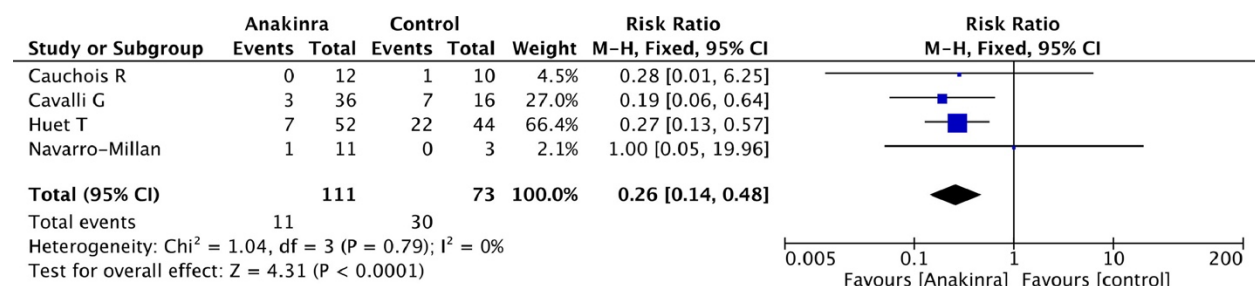 Anakinra Control Risk Ratio Risk Ratio
Study or Subgroup Events Total Events Total Weight M-H, Fixed, 95% CI M-H, Fixed, 95% CI
Cauchois R 0 12 1 10 4.5% 0.28 [0.01, 6.25]
Cavalli G 3 36 7 16 27.0% 0.19 [0.06, 0.64]
Huet T 7 52 22 44 66.4% 0.27 [0.13, 0.57]
Navarro-Millan 1 11 0 3 2.1% 1.00 [0.05, 19.96]
Total (95% CI) 111 73 100.0% 0.26 [0.14, 0.48]
Total events 11 30
Heterogeneity: Chi² = 1.04, df = 3 (P = 0.79); I² = 0%
Test for overall effect: Z = 4.31 (P < 0.0001)
0.005 0.1 1 10 200
Favours [Anakinra] Favours [control]